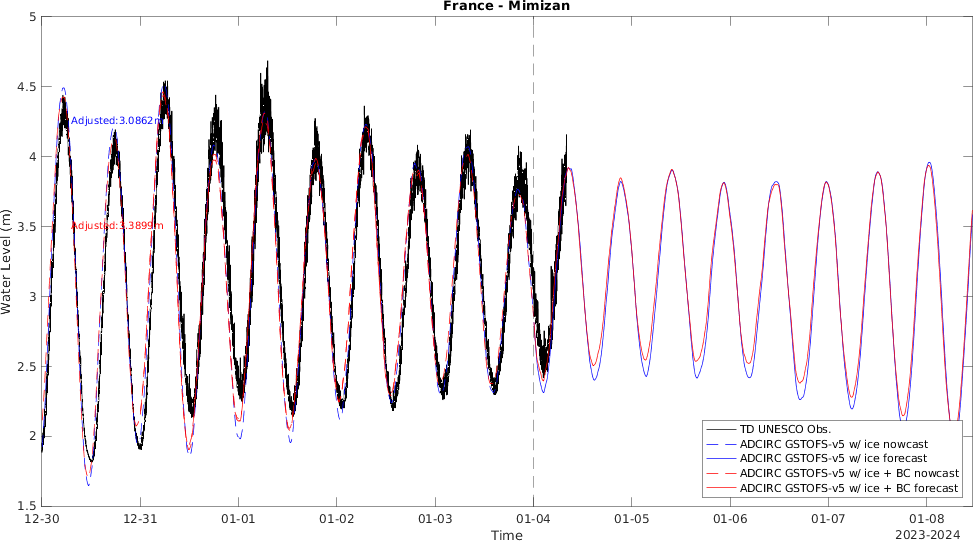 France - Mimizan
Water Level (m)
5
4.5
4
3.5
3
2.5
2
1.5
Adjusted:3.0862m
Adjusted:3.3899m
TD UNESCO Obs.
ADCIRC GSTOFS-v5 w/ ice nowcast
ADCIRC GSTOFS-v5 w/ ice forecast
ADCIRC GSTOFS-v5 w/ ice + BC nowcast
ADCIRC GSTOFS-v5 w/ ice + BC forecast
12-30 12-31 01-01 01-02 01-03 01-04 01-05 01-06 01-07 01-08
Time
2023-2024